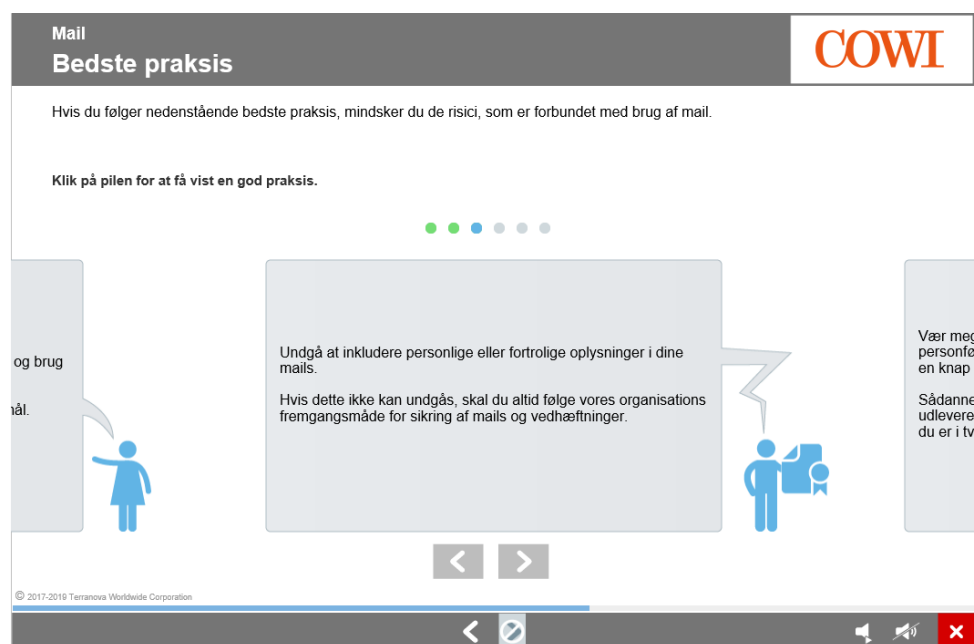 Mail
Bedste praksis
COWI
Hvis du følger nedenstående bedste praksis, mindsker du de risici, som er forbundet med brug af mail.
Klik på pilen for at få vist en god praksis.
og brug
Undgå at inkludere personlige eller fortrolige oplysninger i dine
mails.
Hvis dette ikke kan undgås, skal du altid følge vores organisations
fremgangsmåde for sikring af mails og vedhæftninger.
Vær
en knap
du er i
© 2017-2019 Terranova Worldwide Corporation